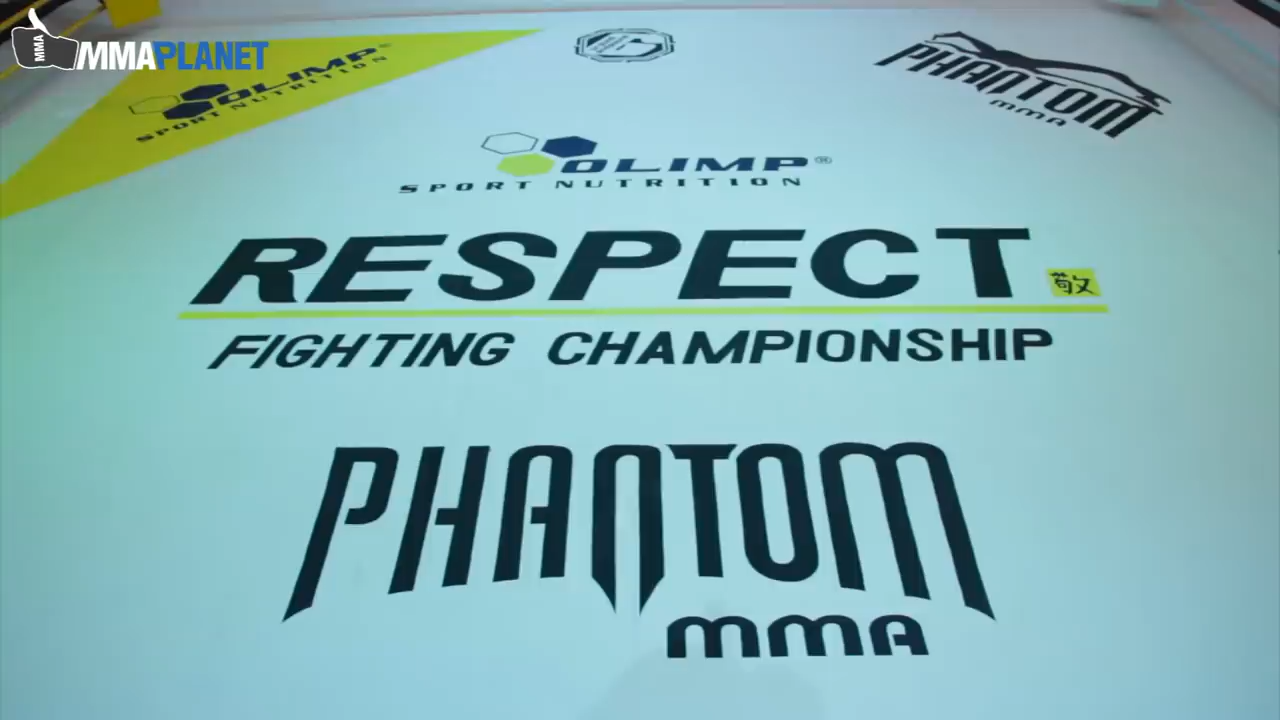 MMA
MMAPLANET
OLIMP®
SPORT NUTRITION
PHANTOM
MMA
OLIMP®
SPORT NUTRITION
RESPECT.
敬
FIGHTING CHAMPIONSHIP
PHANTOM
MMA